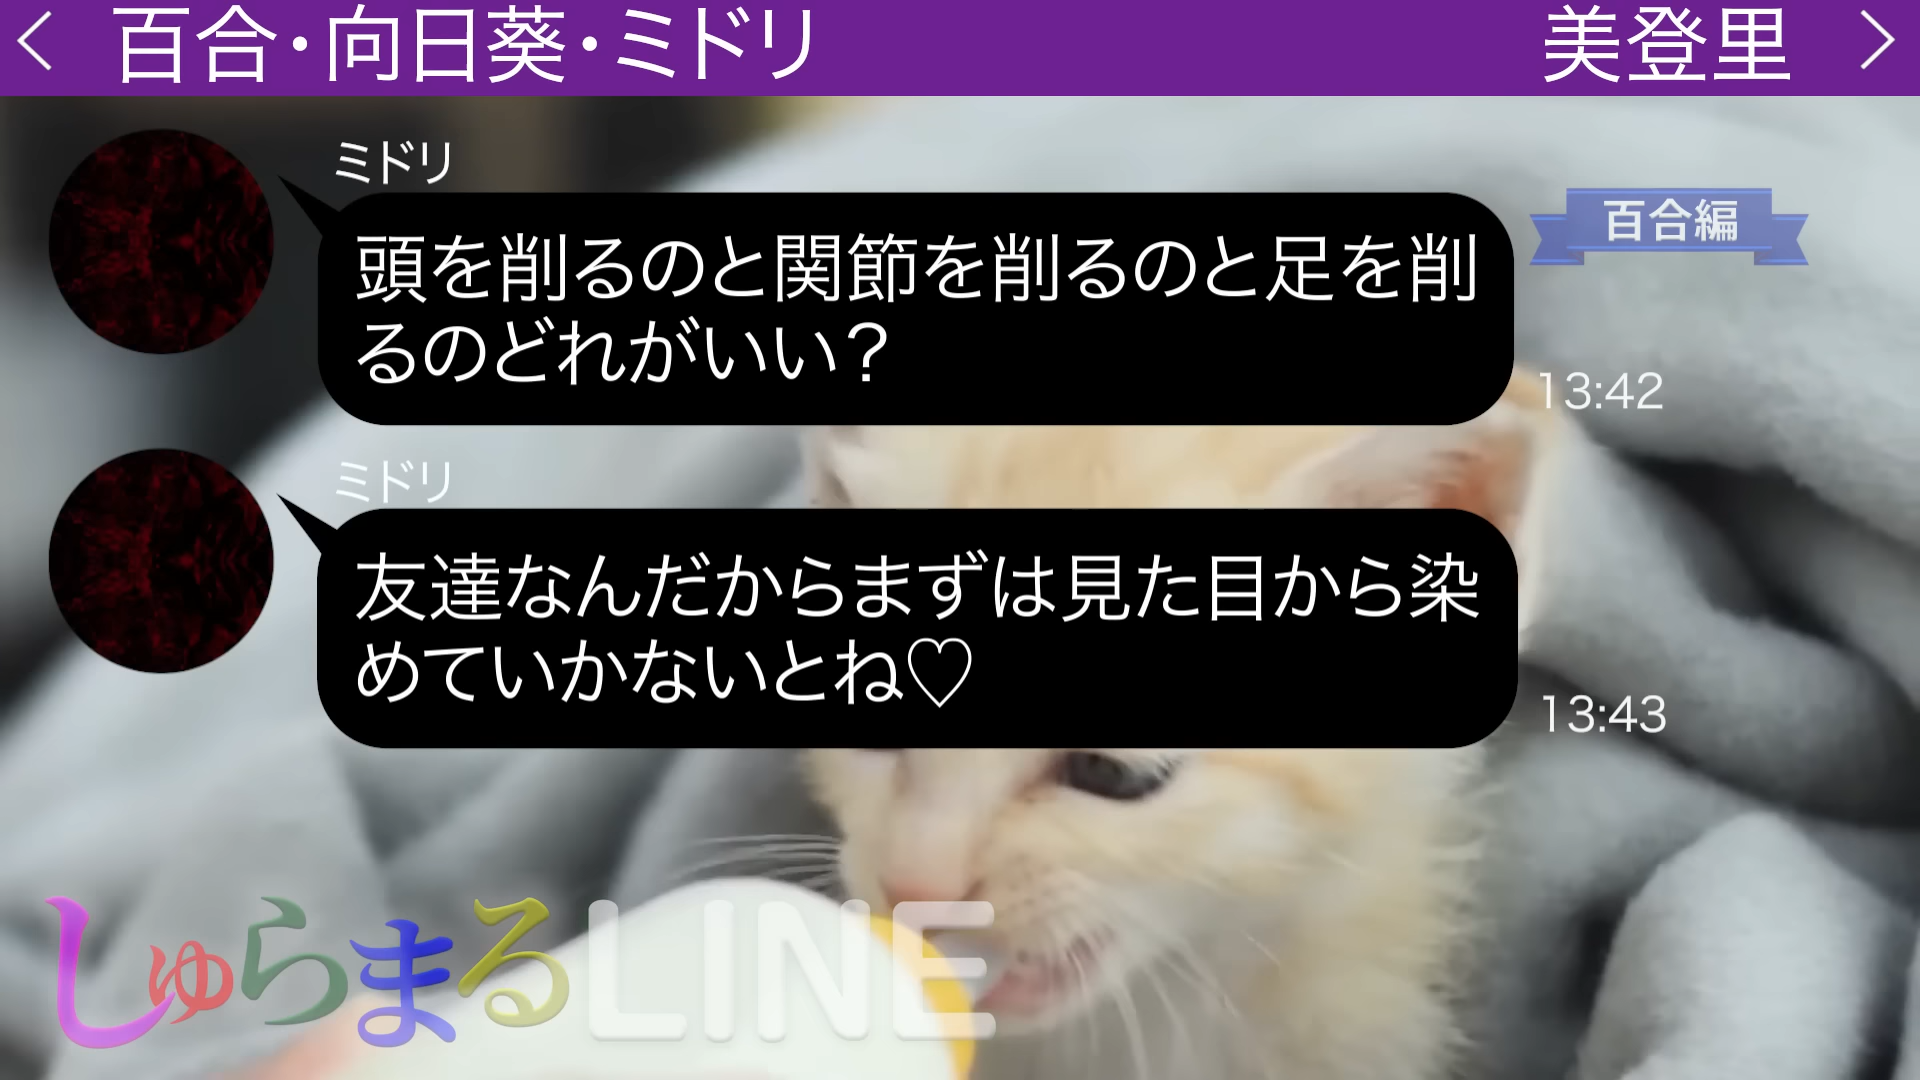 百合・向日葵・ミドリ
美登里
ミドリ
百合編
頭を削るのと関節を削るのと足を削
るのどれがいい？
13:42
ミドリ
友達なんだからまずは見た目から染
めていかないとね♡
13:43
しゅらまるLINE